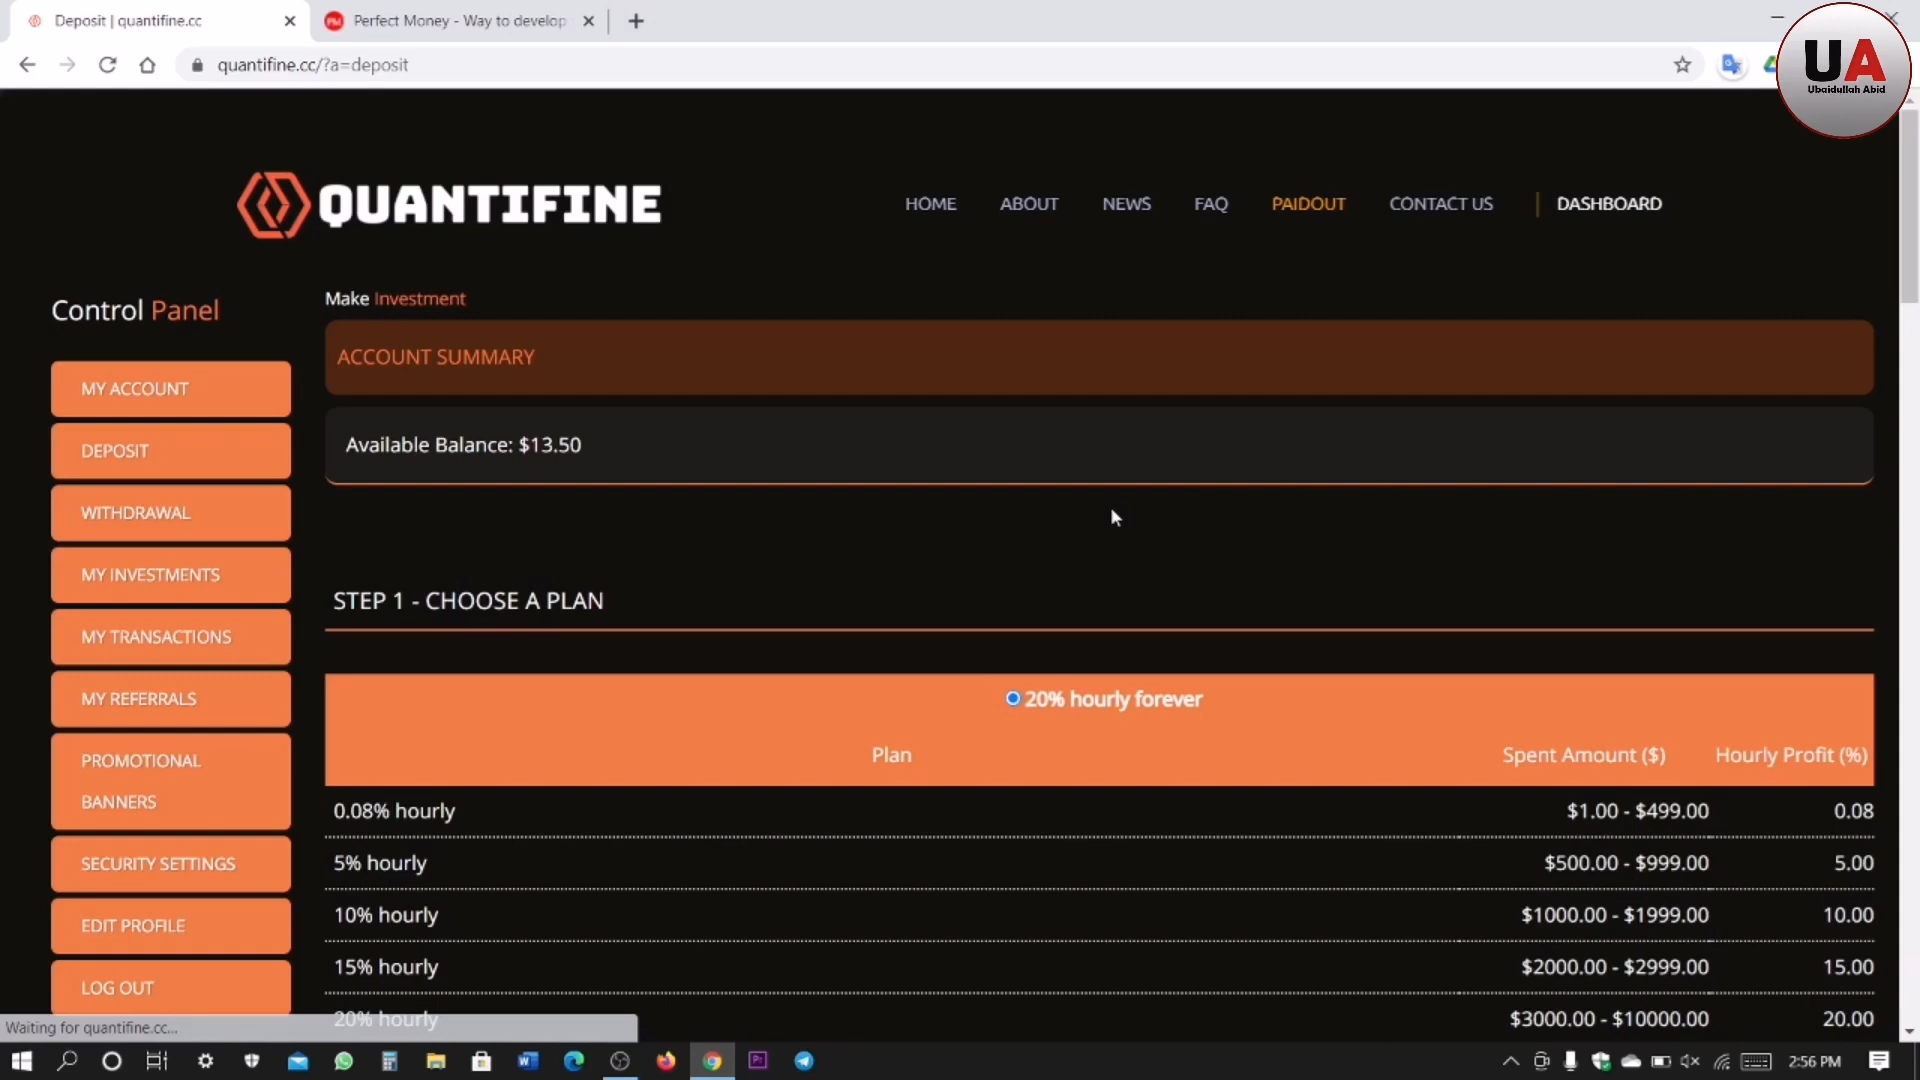 Deposit | quantifine.cc
Perfect Money - Way to develop
quantifine.cc/?a=deposit
UA
Ubaidullah Abid
QUANTIFINE
HOME
ABOUT
NEWS
FAQ
PAIDOUT
CONTACT US
DASHBOARD
Control Panel
MY ACCOUNT
DEPOSIT
WITHDRAWAL
MY INVESTMENTS
MY TRANSACTIONS
MY REFERRALS
PROMOTIONAL
BANNERS
SECURITY SETTINGS
EDIT PROFILE
LOG OUT
Make Investment
ACCOUNT SUMMARY
Available Balance: $13.50
STEP 1 - CHOOSE A PLAN
20% hourly forever
Plan Spent Amount ($) Hourly Profit (%)
0.08% hourly $1.00 - $499.00 0.08
5% hourly $500.00 - $999.00 5.00
10% hourly $1000.00 - $1999.00 10.00
15% hourly $2000.00 - $2999.00 15.00
20% hourly $3000.00 - $10000.00 20.00
Waiting for quantifine.cc...
2:56 PM